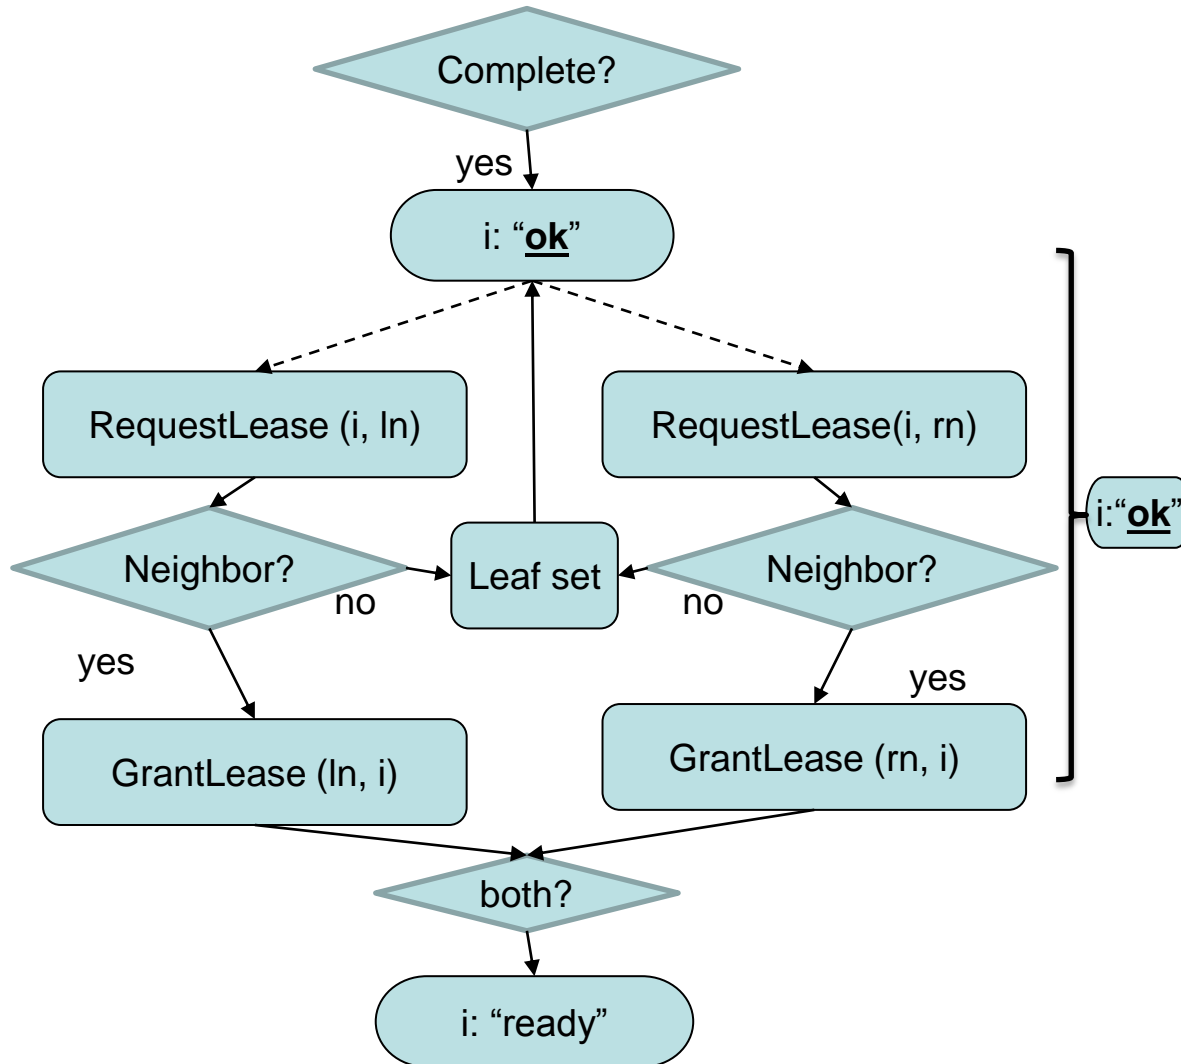 Complete?
yes
i: “ok”
RequestLease (i, ln)
RequestLease(i, rn)
i:“ok”
Neighbor?
Leaf set
Neighbor?
no
no
yes
yes
GrantLease (ln, i)
GrantLease (rn, i)
both?
i: “ready”